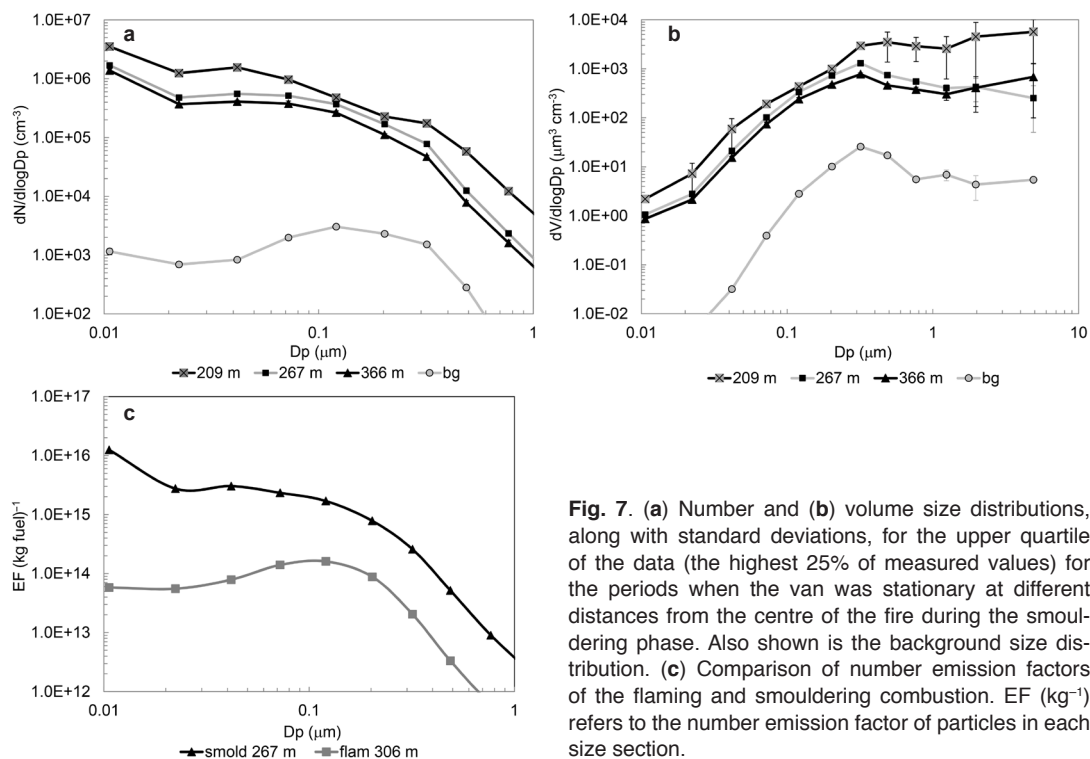 a
1.0E+07
1.0E+06
1.0E+05
1.0E+04
1.0E+03
1.0E+02
dN/dlogDp (cm⁻³)
0.01 0.1 1
Dp (μm)
209 m 267 m 366 m bg
b
1.0E+04
1.0E+03
1.0E+02
1.0E+01
1.0E+00
1.0E–01
1.0E–02
dV/dlogDp (μm³ cm⁻³)
0.01 0.1 1 10
Dp (μm)
209 m 267 m 366 m bg
c
1.0E+17
1.0E+16
1.0E+15
1.0E+14
1.0E+13
1.0E+12
EF (kg fuel)⁻¹
0.01 0.1 1
Dp (μm)
smold 267 m flam 306 m
Fig. 7. (a) Number and (b) volume size distributions,
along with standard deviations, for the upper quartile
of the data (the highest 25% of measured values) for
the periods when the van was stationary at different
distances from the centre of the fire during the smoul-
dering phase. Also shown is the background size dis-
tribution. (c) Comparison of number emission factors
of the flaming and smouldering combustion. EF (kg⁻¹)
refers to the number emission factor of particles in each
size section.